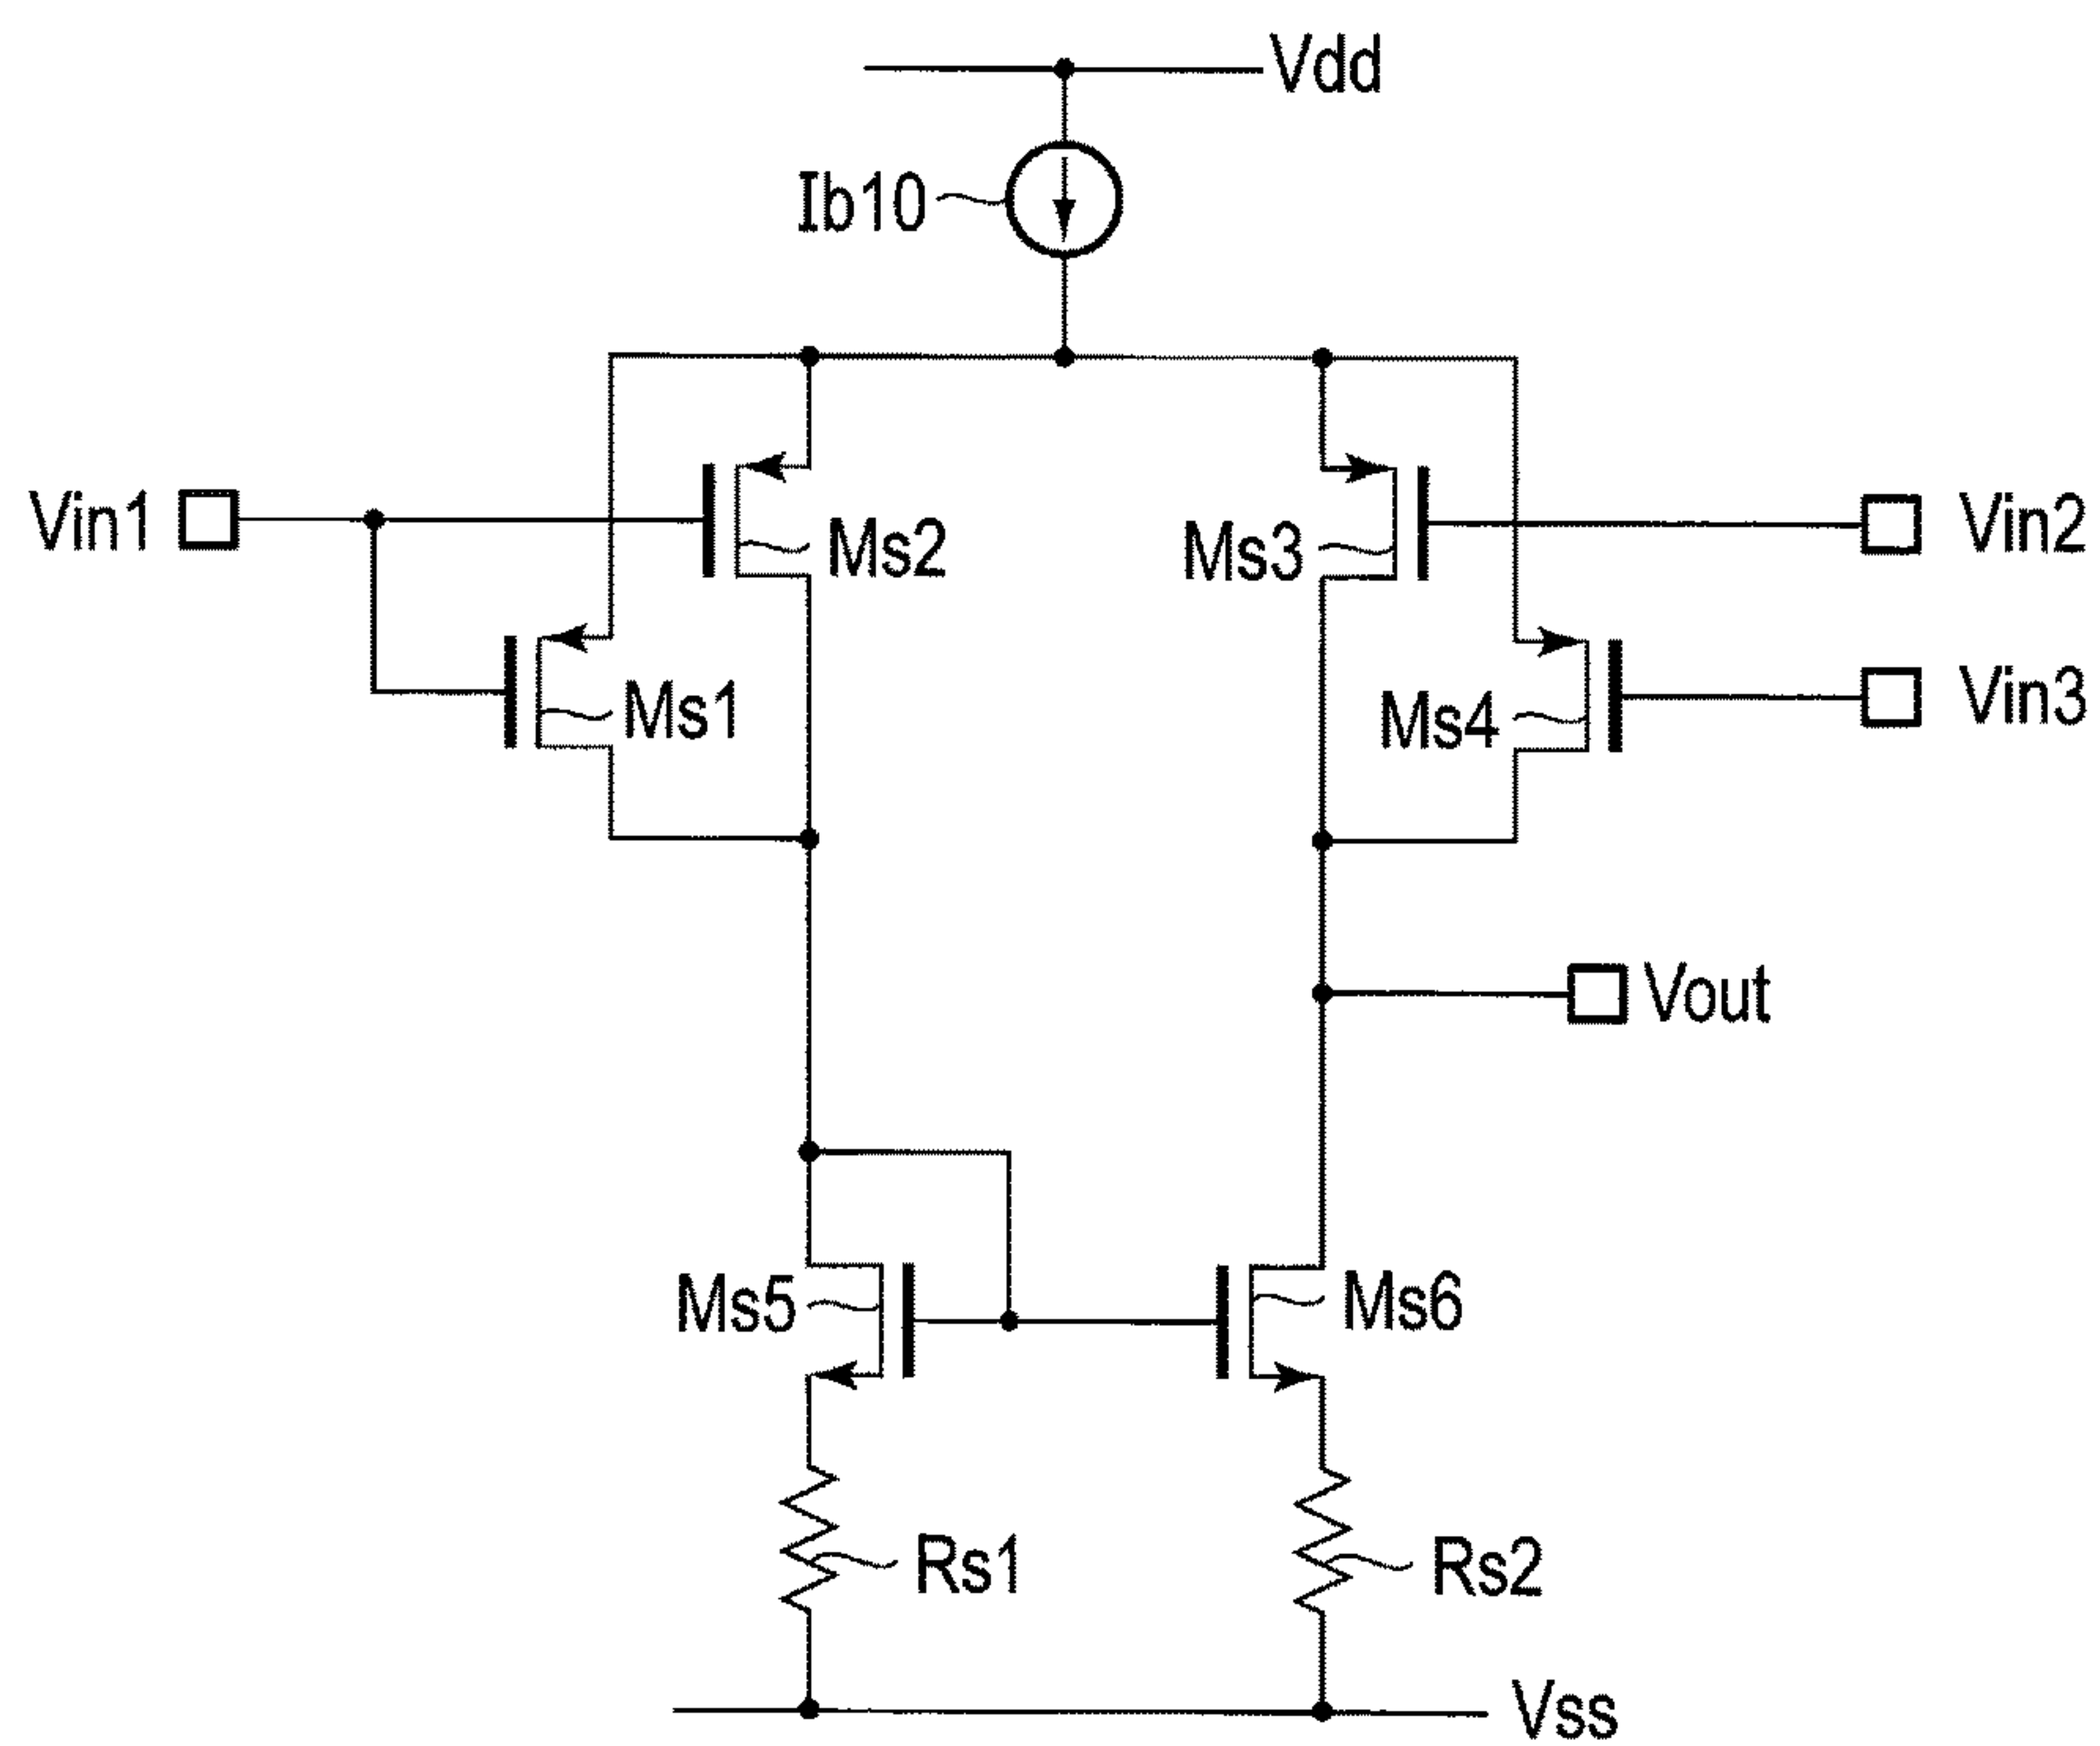 Vdd
Ib10
Vin1
Ms2
Ms3
Vin2
Ms1
Ms4
Vin3
Vout
Ms5
Ms6
Rs1
Rs2
Vss